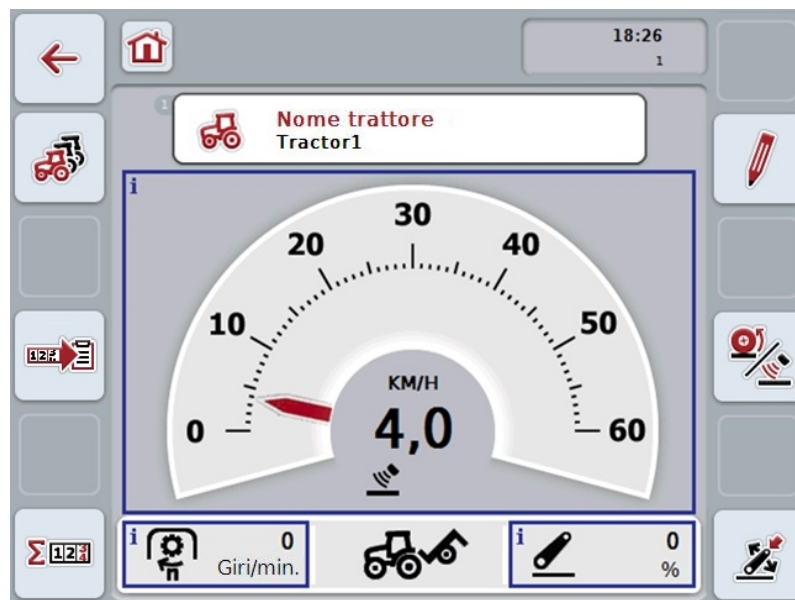 18:26
1
1
Nome trattore
Tractor1
i
0
10
20
30
40
50
60
KM/H
4,0
i
0
Giri/min.
n
i
0
%
Σ